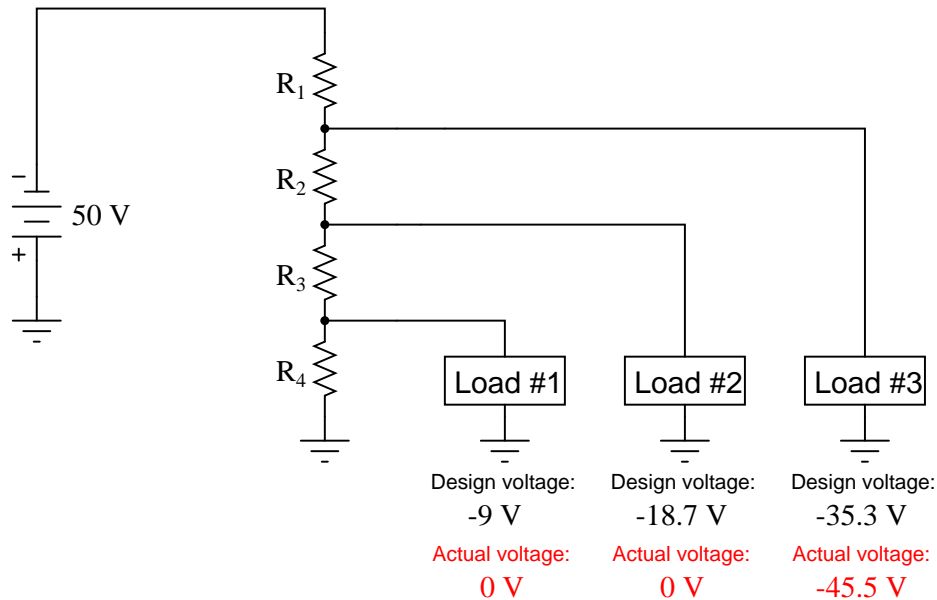 R1
R2
50 V
R3
R4
Load #1 Load #2 Load #3
Design voltage: Design voltage: Design voltage:
-9 V -18.7 V -35.3 V
Actual voltage: Actual voltage: Actual voltage:
0 V 0 V -45.5 V